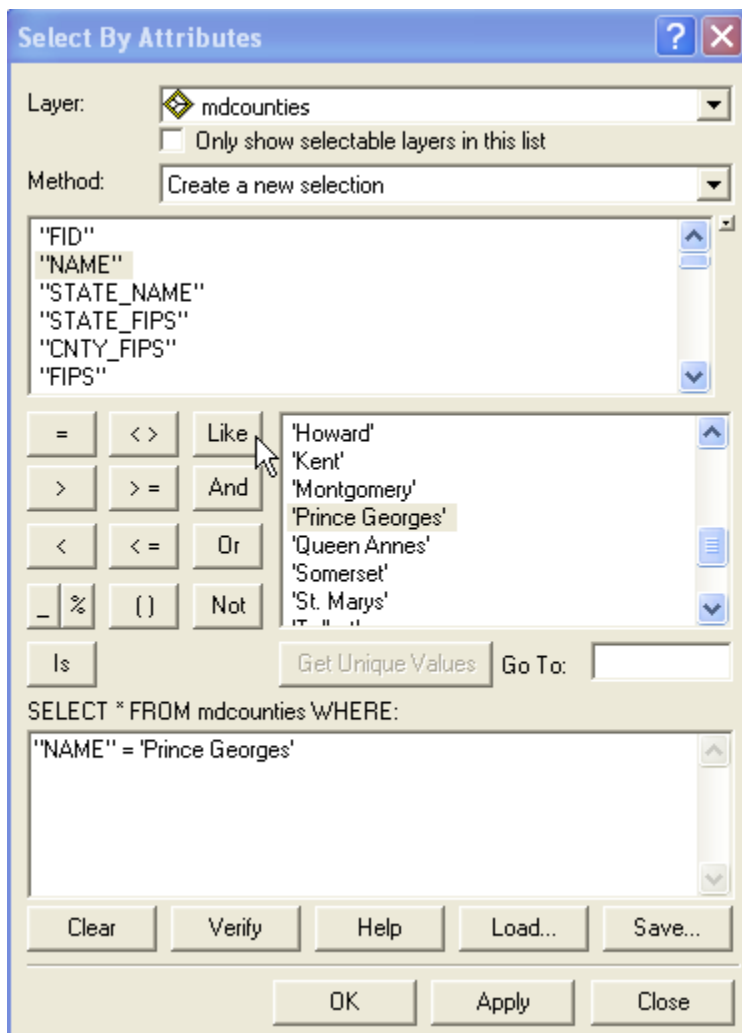 Select By Attributes
Layer: mdcounties
Only show selectable layers in this list
Method: Create a new selection
"FID"
"NAME"
"STATE_NAME"
"STATE_FIPS"
"CNTY_FIPS"
"FIPS"
= < > Like
> > = And
< < = Or
_ % ( ) Not
Is
'Howard'
'Kent'
'Montgomery'
'Prince Georges'
'Queen Annes'
'Somerset'
'St. Marys'
Get Unique Values Go To:
SELECT * FROM mdcounties WHERE:
"NAME" = 'Prince Georges'
Clear Verify Help Load... Save...
OK Apply Close